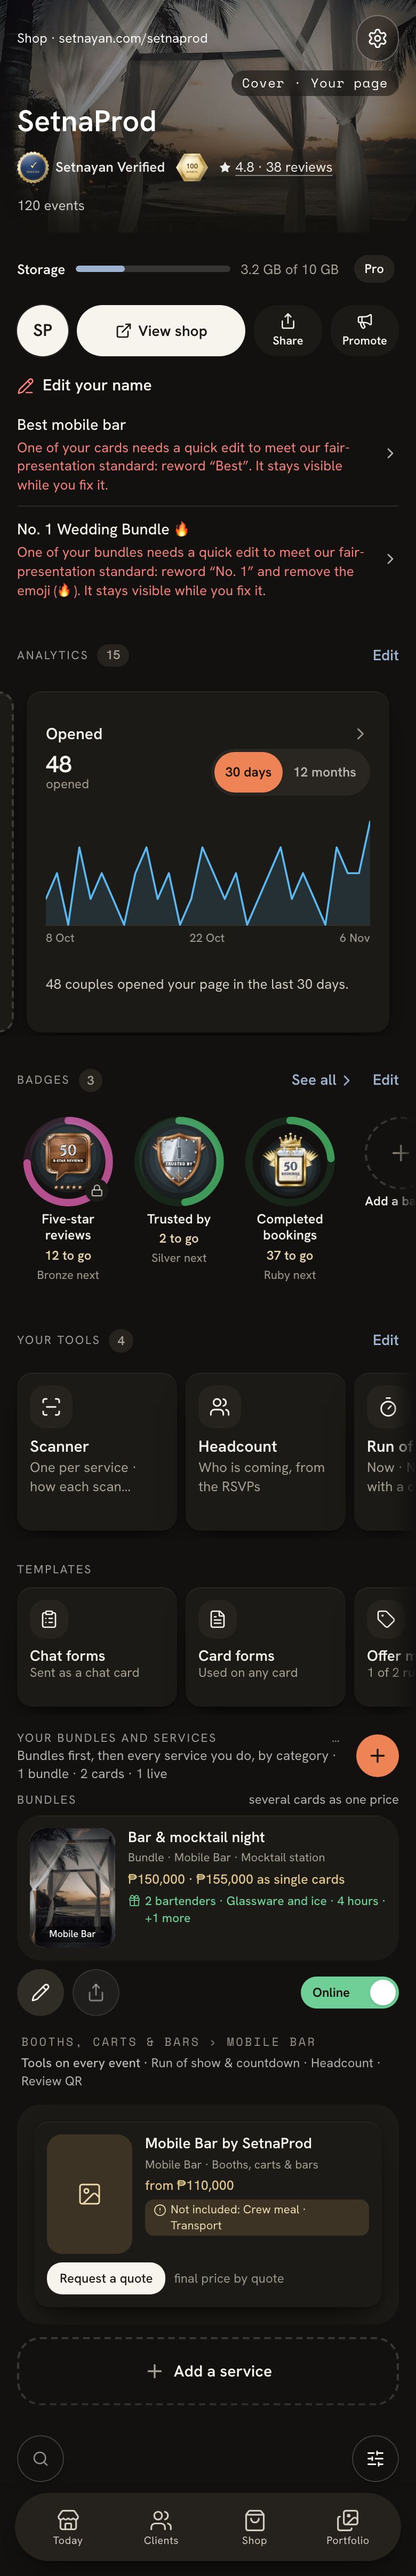 Shop · setnayan.com/setnaprod
Cover · Your page
SetnaProd
Setnayan Verified
100
★ 4.8 · 38 reviews
120 events
Storage
3.2 GB of 10 GB
Pro
SP
View shop
Share
Promote
Edit your name
Best mobile bar
One of your cards needs a quick edit to meet our fair-
presentation standard: reword “Best”. It stays visible
while you fix it.
No. 1 Wedding Bundle 🔥
One of your bundles needs a quick edit to meet our fair-
presentation standard: reword “No. 1” and remove the
emoji (🔥). It stays visible while you fix it.
ANALYTICS 15
Edit
Opened
48
opened
30 days
12 months
8 Oct
22 Oct
6 Nov
48 couples opened your page in the last 30 days.
BADGES 3
See all
Edit
50
5-STAR REVIEWS
TRUSTED BY
50
BOOKINGS
Five-star
reviews
12 to go
Bronze next
Trusted by
2 to go
Silver next
Completed
bookings
37 to go
Ruby next
Add a ba
YOUR TOOLS 4
Edit
Scanner
One per service ·
how each scan…
Headcount
Who is coming, from
the RSVPs
Run of
Now · N
with a c
TEMPLATES
Chat forms
Sent as a chat card
Card forms
Used on any card
Offer m
1 of 2 ru
YOUR BUNDLES AND SERVICES
…
Bundles first, then every service you do, by category ·
1 bundle · 2 cards · 1 live
BUNDLES
several cards as one price
Mobile Bar
Bar & mocktail night
Bundle · Mobile Bar · Mocktail station
₱150,000 · ₱155,000 as single cards
2 bartenders · Glassware and ice · 4 hours ·
+1 more
Online
BOOTHS, CARTS & BARS › MOBILE BAR
Tools on every event · Run of show & countdown · Headcount ·
Review QR
Mobile Bar by SetnaProd
Mobile Bar · Booths, carts & bars
from ₱110,000
Not included: Crew meal ·
Transport
Request a quote
final price by quote
Add a service
Today
Clients
Shop
Portfolio